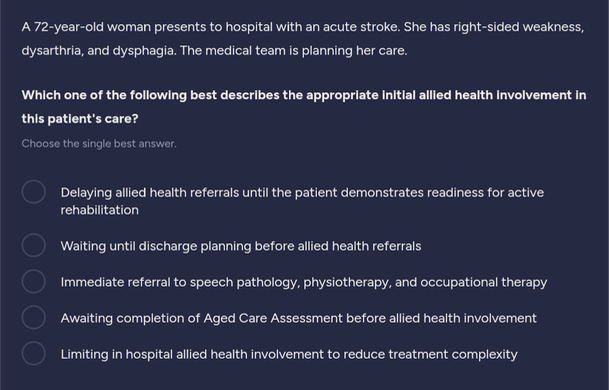 A 72-year-old woman presents to hospital with an acute stroke. She has right-sided weakness,
dysarthria, and dysphagia. The medical team is planning her care.
Which one of the following best describes the appropriate initial allied health involvement in
this patient's care?
Choose the single best answer.
Delaying allied health referrals until the patient demonstrates readiness for active
rehabilitation
Waiting until discharge planning before allied health referrals
Immediate referral to speech pathology, physiotherapy, and occupational therapy
Awaiting completion of Aged Care Assessment before allied health involvement
Limiting in hospital allied health involvement to reduce treatment complexity